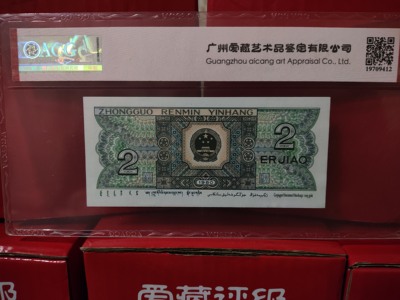 广州爱藏艺术品鉴定有限公司
Guangzhou aicang art Appraisal Co., Ltd.
19709412
ZHONGGUO RENMIN YINHANG
2
2
ERJIAO
1980
爱藏评级